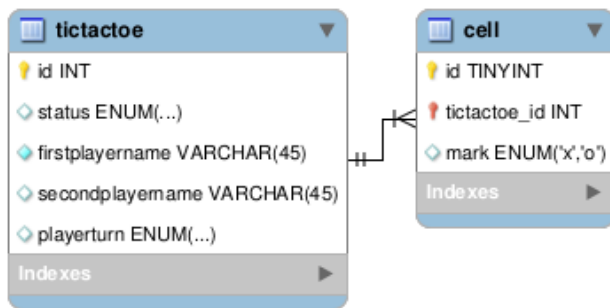 tictactoe
id INT
status ENUM(...)
firstplayername VARCHAR(45)
secondplayername VARCHAR(45)
playerturn ENUM(...)
Indexes
cell
id TINYINT
tictactoe_id INT
mark ENUM('x','o')
Indexes